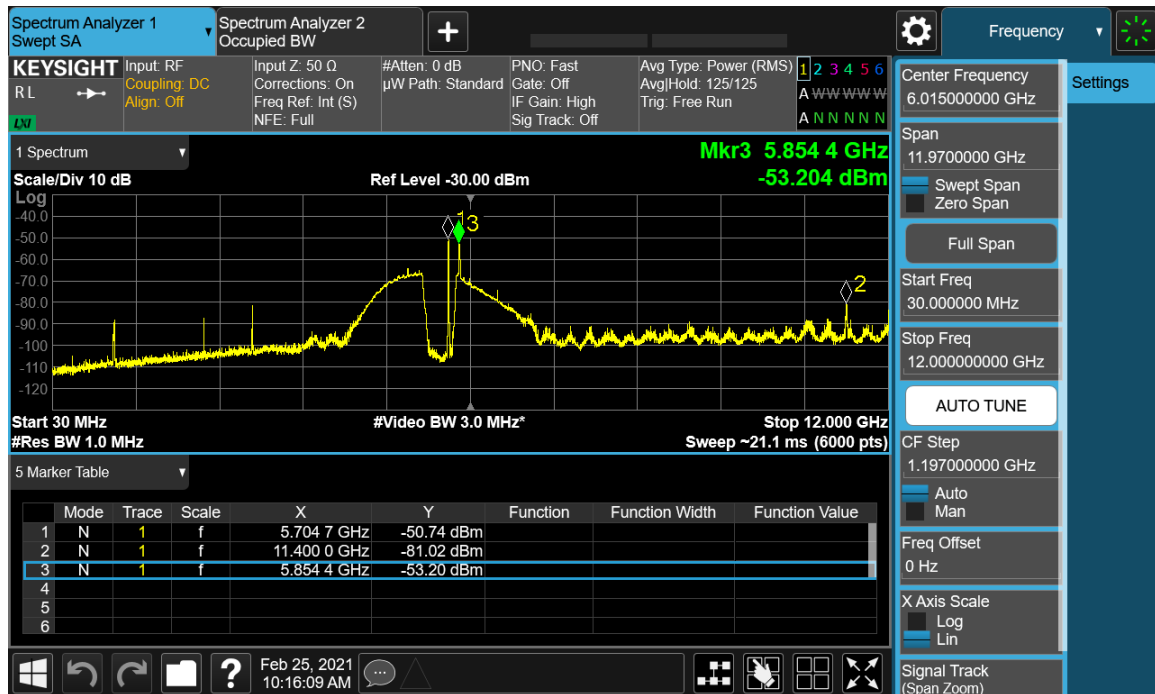 Spectrum Analyzer 1
Swept SA
Spectrum Analyzer 2
Occupied BW
Frequency
KEYSIGHT
RL
LXI
Input: RF
Coupling: DC
Align: Off
Input Z: 50 Ω
Corrections: On
Freq Ref: Int (S)
NFE: Full
#Atten: 0 dB
µW Path: Standard
PNO: Fast
Gate: Off
IF Gain: High
Sig Track: Off
Avg Type: Power (RMS)
Avg|Hold: 125/125
Trig: Free Run
1 2 3 4 5 6
A W W W W W
A N N N N N
1 Spectrum
Scale/Div 10 dB
Ref Level -30.00 dBm
Mkr3 5.854 4 GHz
-53.204 dBm
Log
-40.0
-50.0
-60.0
-70.0
-80.0
-90.0
-100
-110
-120
1
3
2
Start 30 MHz
#Video BW 3.0 MHz*
Stop 12.000 GHz
#Res BW 1.0 MHz
Sweep ~21.1 ms (6000 pts)
5 Marker Table
Mode Trace Scale X Y Function Function Width Function Value
1 N 1 f 5.704 7 GHz -50.74 dBm
2 N 1 f 11.400 0 GHz -81.02 dBm
3 N 1 f 5.854 4 GHz -53.20 dBm
4
5
6
Feb 25, 2021
10:16:09 AM
Center Frequency
6.015000000 GHz
Span
11.9700000 GHz
Swept Span
Zero Span
Full Span
Start Freq
30.000000 MHz
Stop Freq
12.000000000 GHz
AUTO TUNE
CF Step
1.197000000 GHz
Auto
Man
Freq Offset
0 Hz
X Axis Scale
Log
Lin
Signal Track
(Span Zoom)
Settings